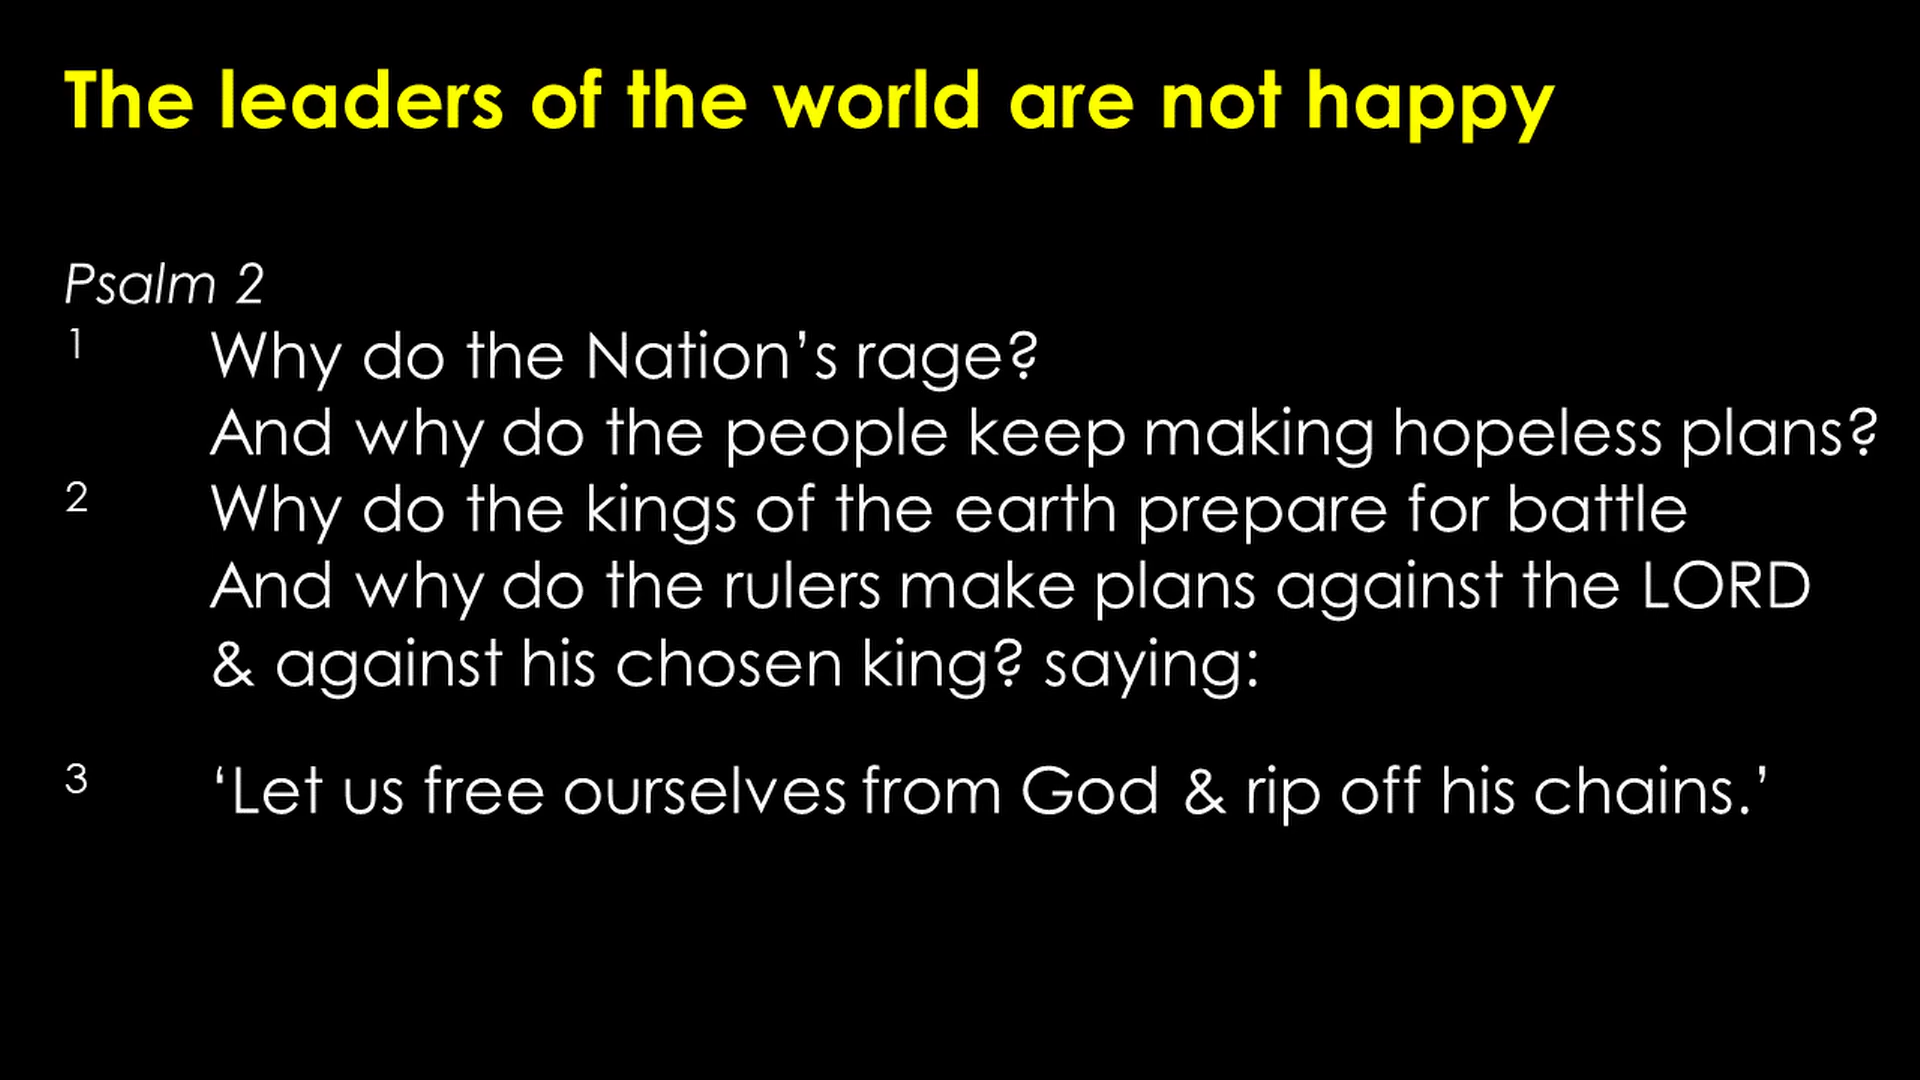 The leaders of the world are not happy
Psalm 2
1 Why do the Nation’s rage?
And why do the people keep making hopeless plans?
2 Why do the kings of the earth prepare for battle
And why do the rulers make plans against the LORD
& against his chosen king? saying:
3 ‘Let us free ourselves from God & rip off his chains.’